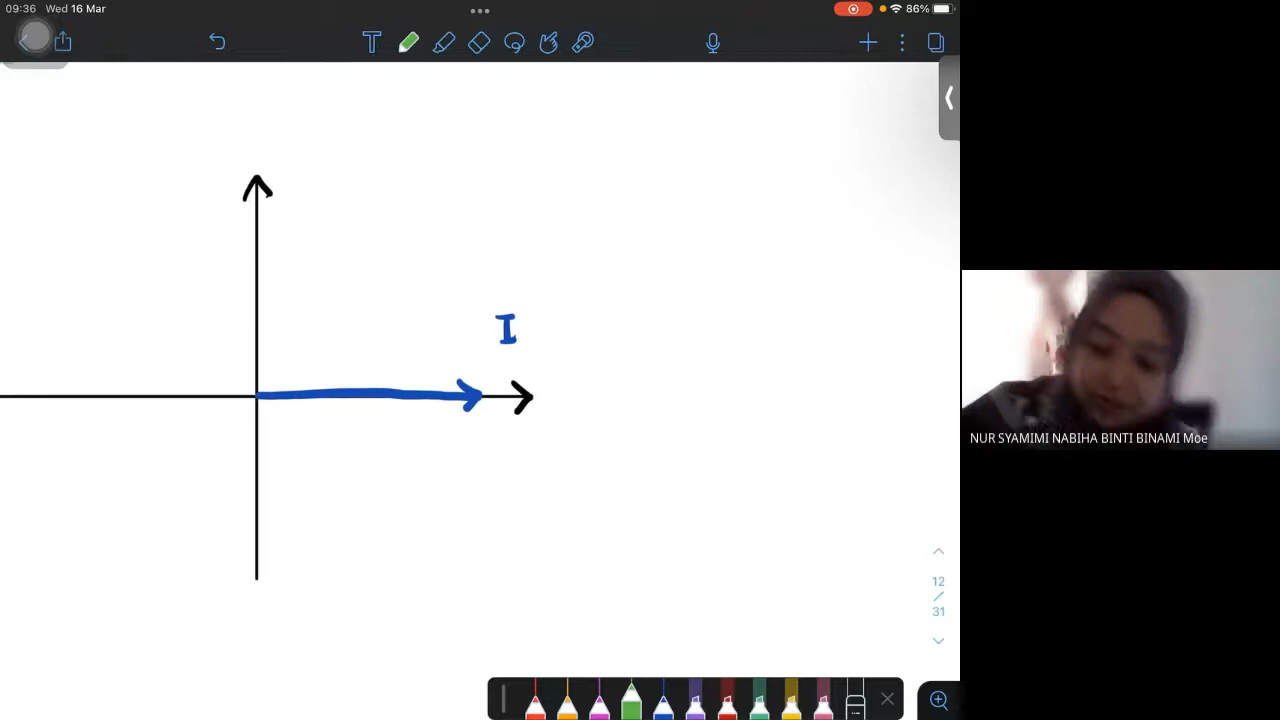 09:36 Wed 16 Mar
86%
T
I
NUR SYAMIMI NABIHA BINTI BINAMI Moe
12
/
31